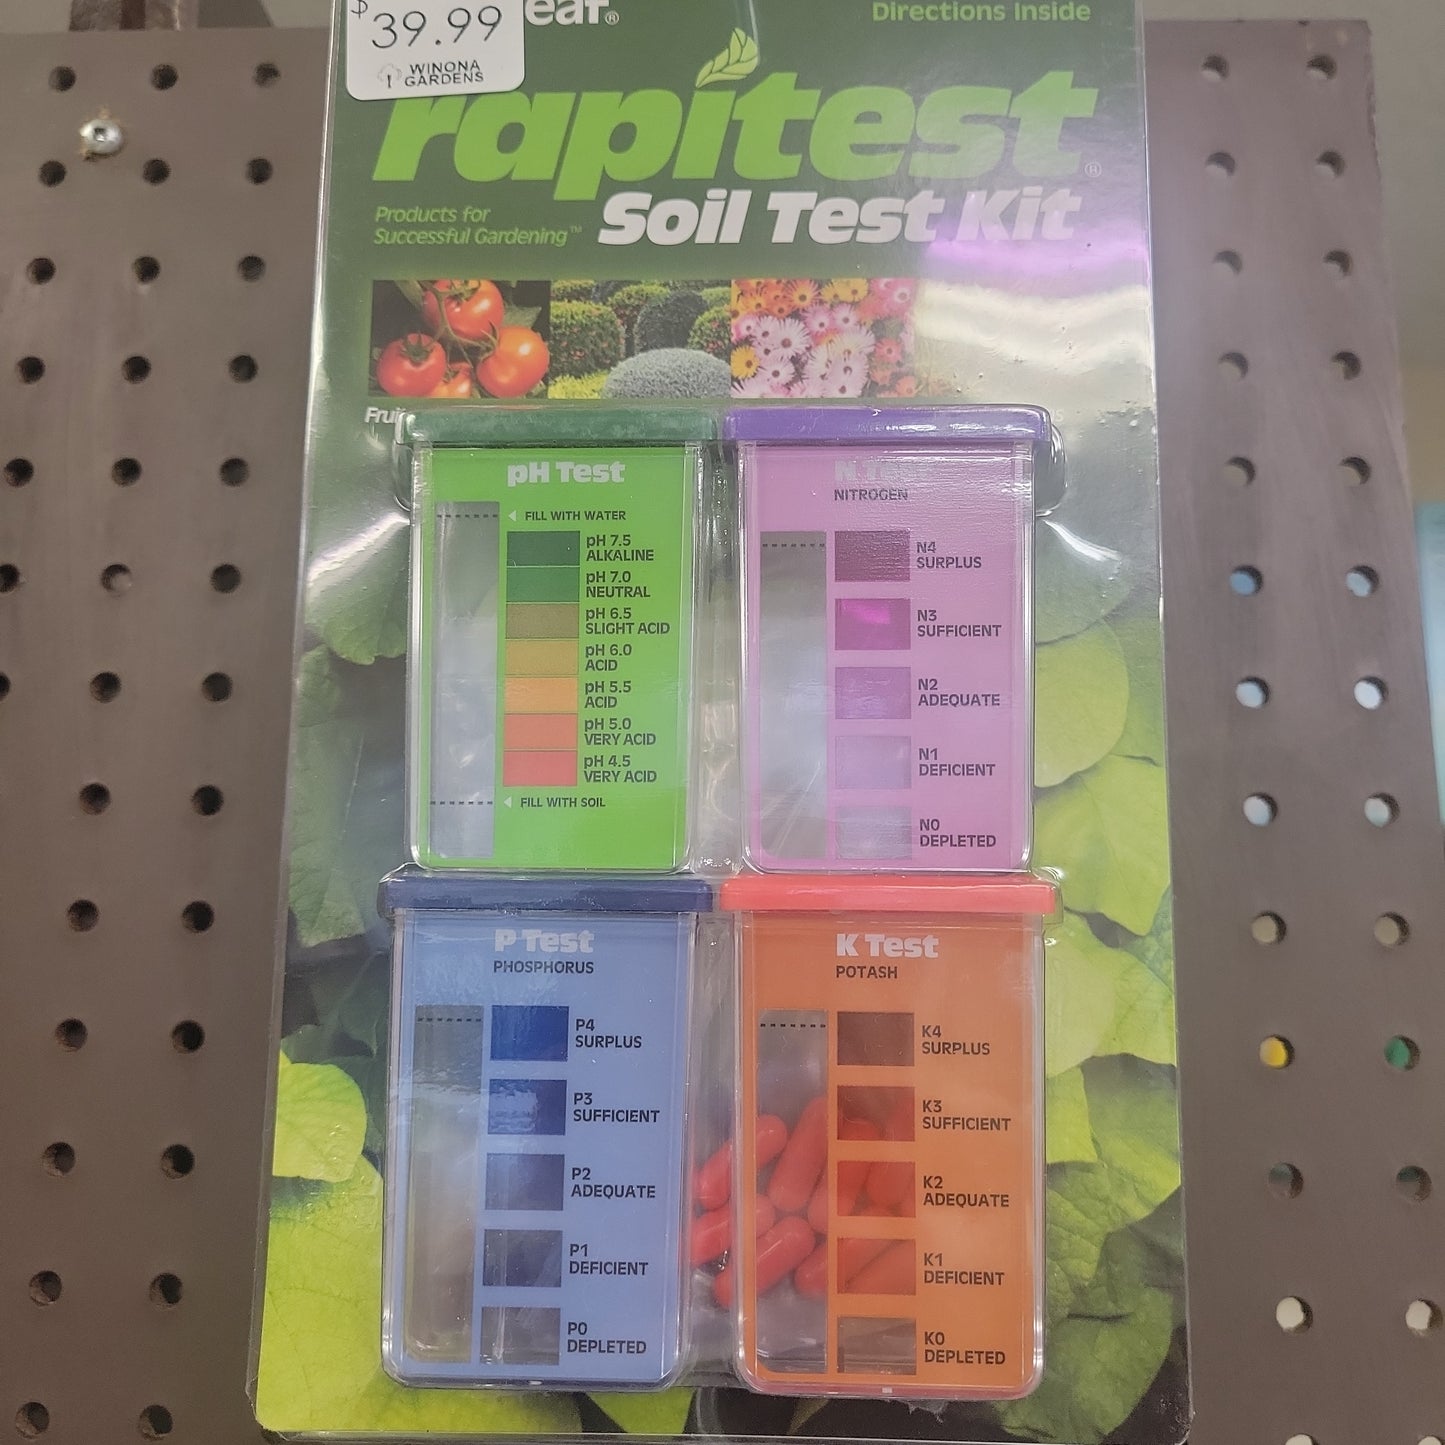 $39.99
WINONA
GARDENS
eaf®
Directions Inside
rapitest®
Products for
Successful Gardening™
Soil Test Kit
pH Test
FILL WITH WATER
pH 7.5
ALKALINE
pH 7.0
NEUTRAL
pH 6.5
SLIGHT ACID
pH 6.0
ACID
pH 5.5
ACID
pH 5.0
VERY ACID
pH 4.5
VERY ACID
FILL WITH SOIL
N Test
NITROGEN
N4
SURPLUS
N3
SUFFICIENT
N2
ADEQUATE
N1
DEFICIENT
N0
DEPLETED
P Test
PHOSPHORUS
P4
SURPLUS
P3
SUFFICIENT
P2
ADEQUATE
P1
DEFICIENT
P0
DEPLETED
K Test
POTASH
K4
SURPLUS
K3
SUFFICIENT
K2
ADEQUATE
K1
DEFICIENT
K0
DEPLETED